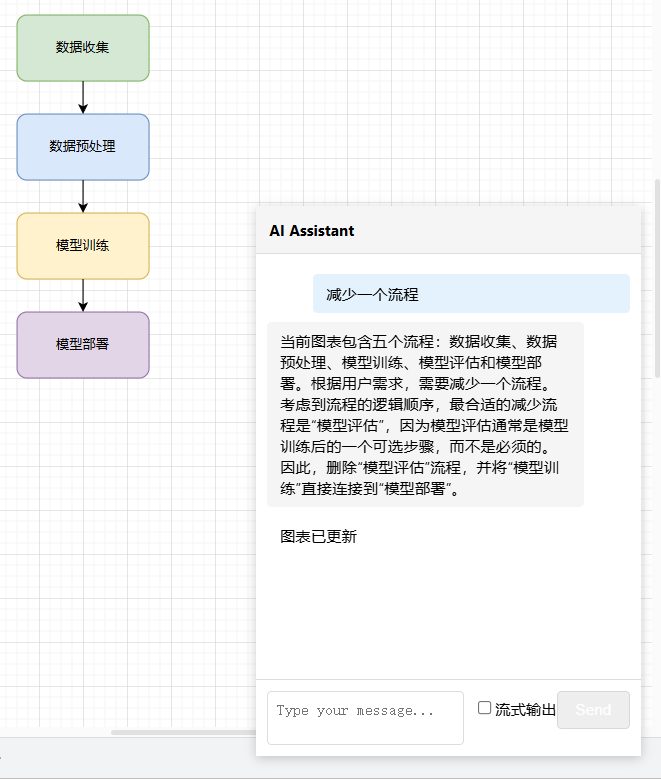 数据收集
数据预处理
模型训练
模型部署
AI Assistant
减少一个流程
当前图表包含五个流程：数据收集、数据
预处理、模型训练、模型评估和模型部
署。根据用户需求，需要减少一个流程。
考虑到流程的逻辑顺序，最合适的减少流
程是“模型评估”，因为模型评估通常是模型
训练后的一个可选步骤，而不是必须的。
因此，删除“模型评估”流程，并将“模型训
练”直接连接到“模型部署”。
图表已更新
Type your message...
流式输出
Send